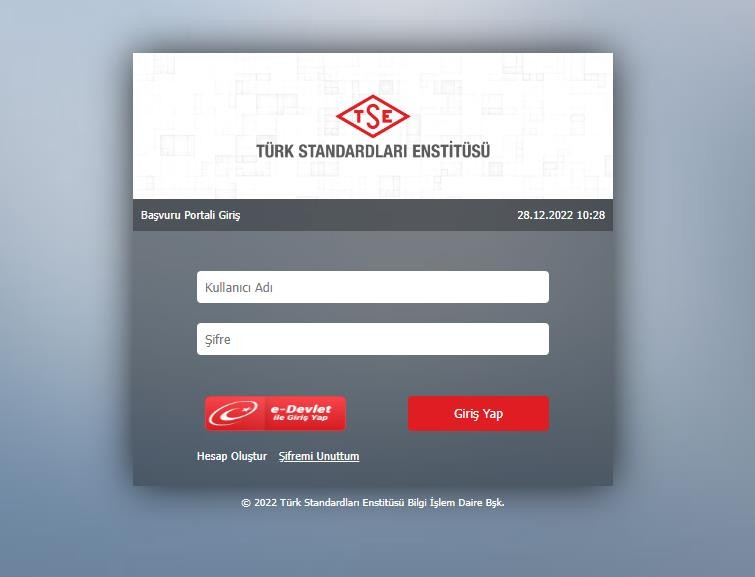 TSE
TÜRK STANDARDLARI ENSTİTÜSÜ
Başvuru Portali Giriş 28.12.2022 10:28
Kullanıcı Adı
Şifre
e-Devlet
ile Giriş Yap
Giriş Yap
Hesap Oluştur Şifremi Unuttum
© 2022 Türk Standardları Enstitüsü Bilgi İşlem Daire Bşk.